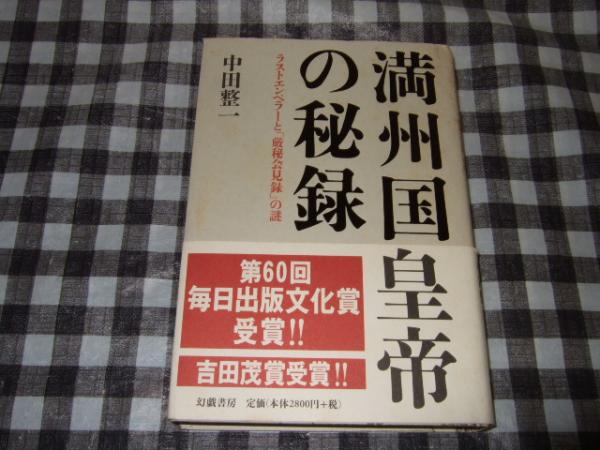 満州国皇帝
の秘録
ラストエンペラーと「厳秘会見録」の謎
中田整一
第60回
毎日出版文化賞
受賞!!
吉田茂賞受賞!!
幻戯書房 定価(本体2800円+税)